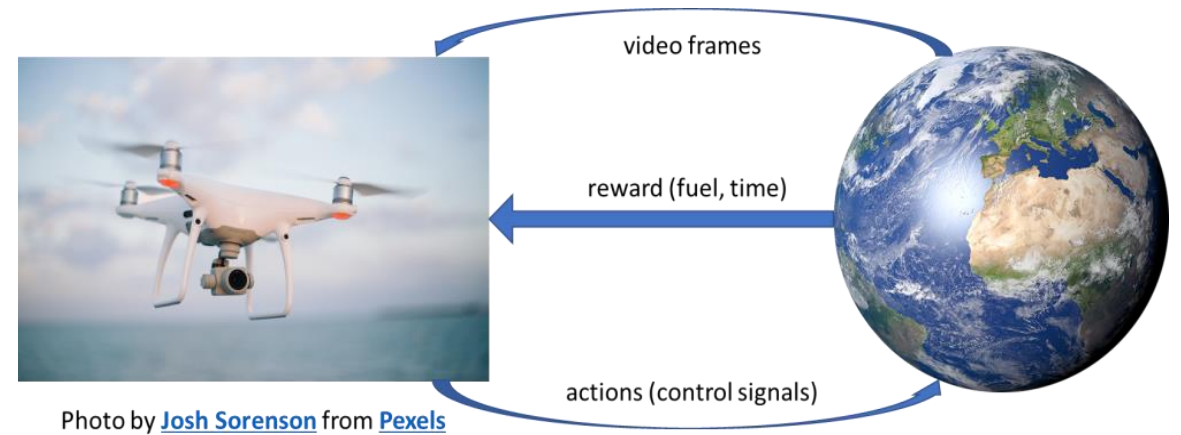 video frames
reward (fuel, time)
actions (control signals)
Photo by Josh Sorenson from Pexels